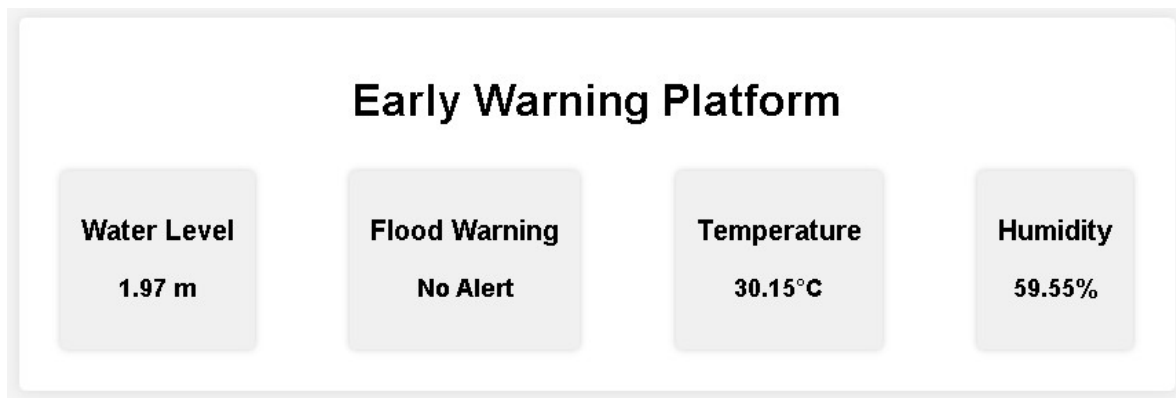 Early Warning Platform
Water Level
1.97 m
Flood Warning
No Alert
Temperature
30.15°C
Humidity
59.55%